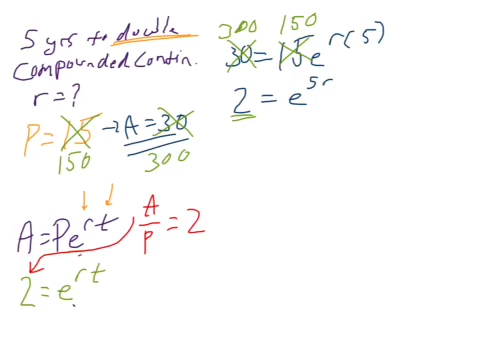 5 yrs to double
Compounded Contin.
r = ?
P = 15 → A = 30
150 300
A = Pe^rt
A/P = 2
2 = e^rt
300 150
30 = 15e^r(5)
2 = e^5r